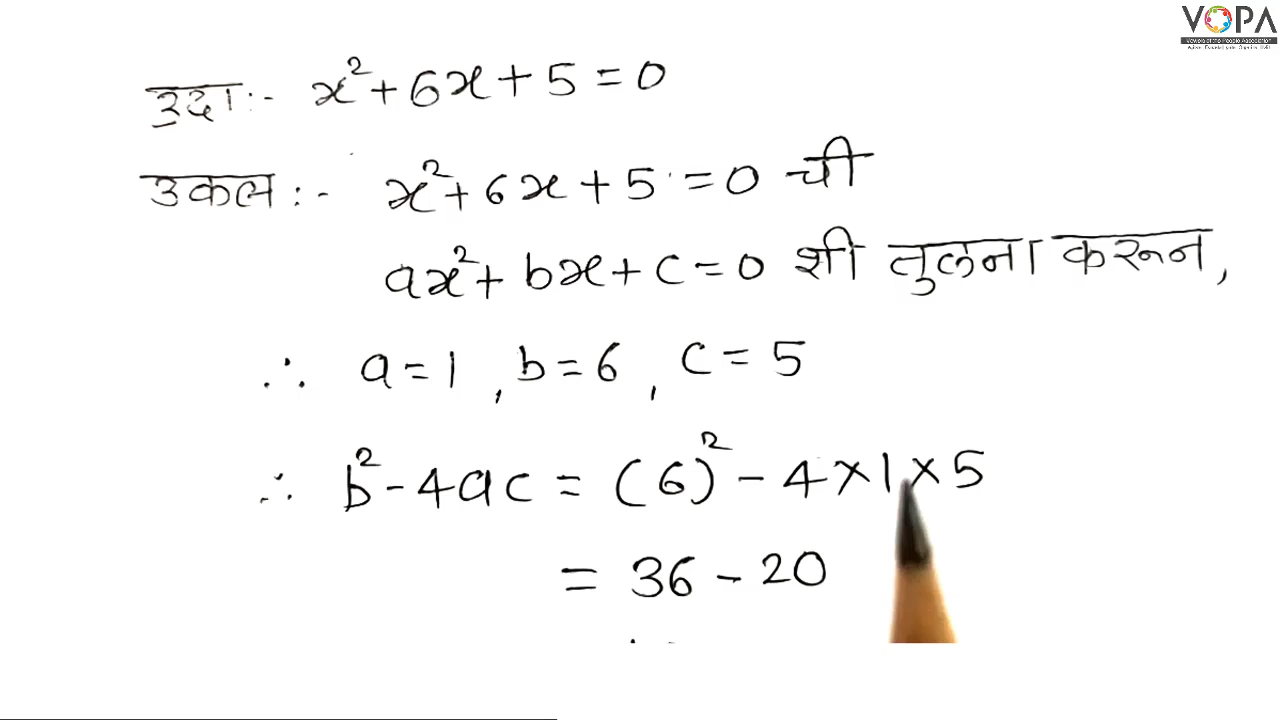 VOPA
उदा:- x²+6x+5=0
उकल:- x²+6x+5=0 ची
ax²+bx+c=0 शी तुलना करून,
∴ a=1, b=6, c=5
∴ b²-4ac = (6)² - 4×1×5
= 36 - 20